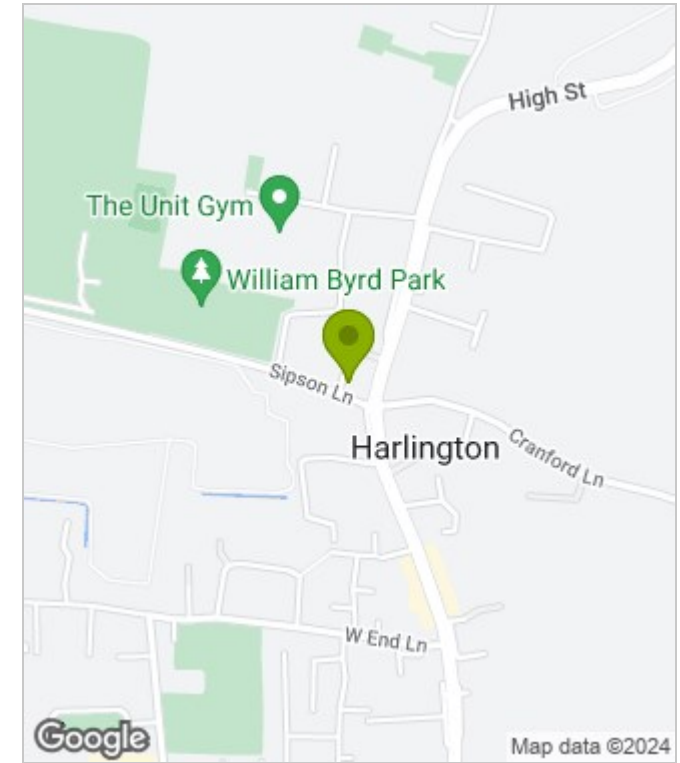 High St
The Unit Gym
William Byrd Park
Sipson Ln
Harlington
Cranford Ln
W End Ln
Google
Map data ©2024